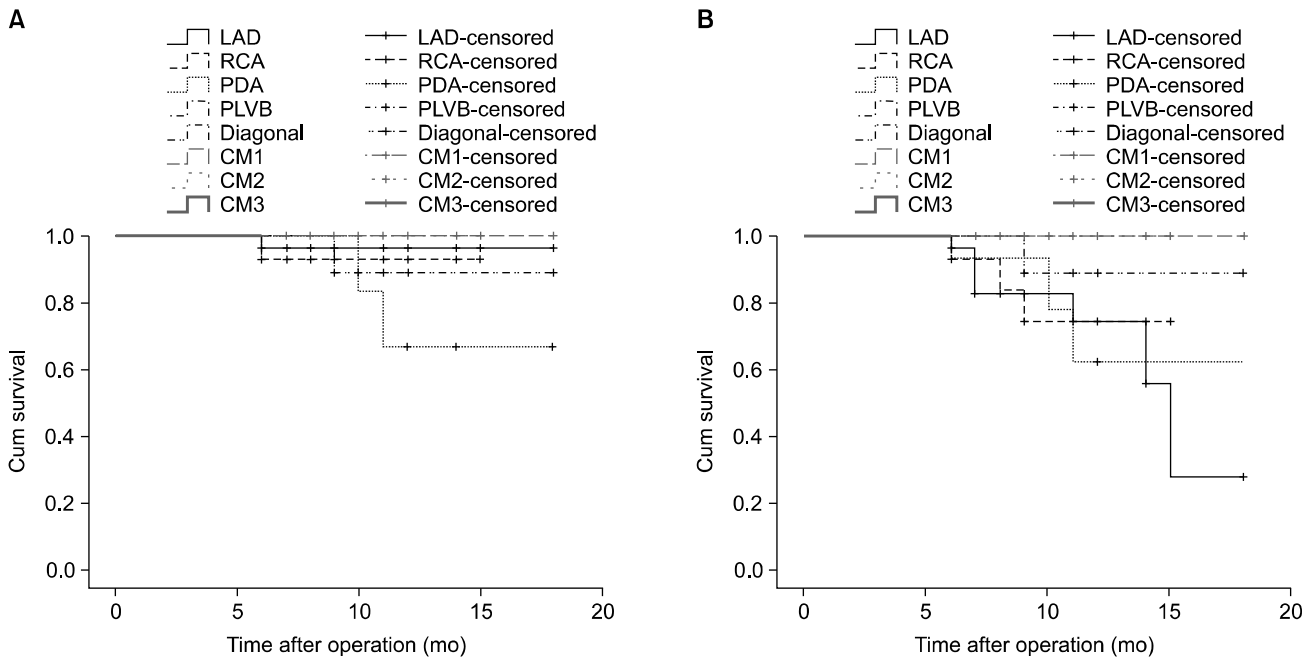 A
LAD
RCA
PDA
PLVB
Diagonal
CM1
CM2
CM3
LAD-censored
RCA-censored
PDA-censored
PLVB-censored
Diagonal-censored
CM1-censored
CM2-censored
CM3-censored
Cum survival
1.0
0.8
0.6
0.4
0.2
0.0
0 5 10 15 20
Time after operation (mo)
B
LAD
RCA
PDA
PLVB
Diagonal
CM1
CM2
CM3
LAD-censored
RCA-censored
PDA-censored
PLVB-censored
Diagonal-censored
CM1-censored
CM2-censored
CM3-censored
Cum survival
1.0
0.8
0.6
0.4
0.2
0.0
0 5 10 15 20
Time after operation (mo)